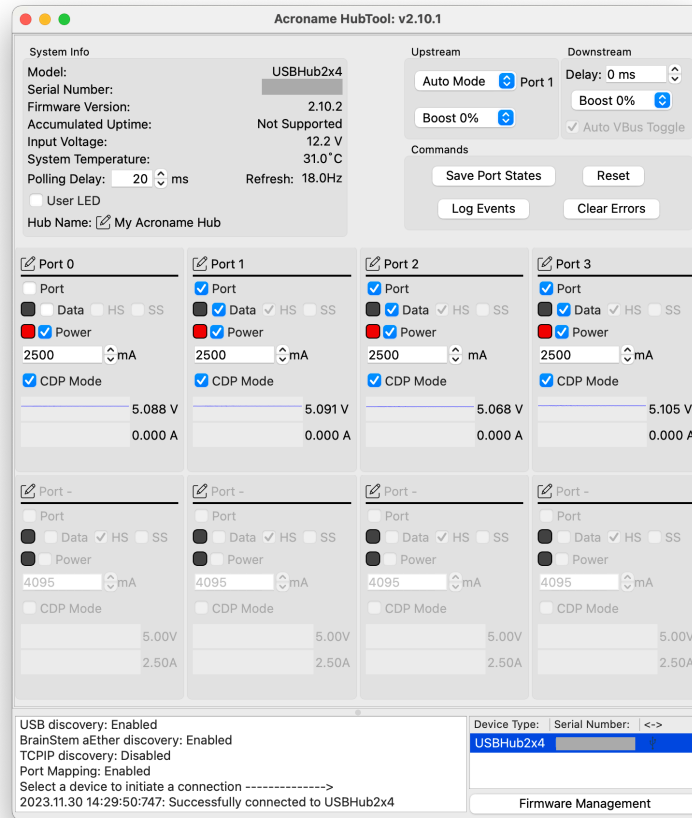 Acroname HubTool: v2.10.1
System Info
Model: USBHub2x4
Serial Number:
Firmware Version: 2.10.2
Accumulated Uptime: Not Supported
Input Voltage: 12.2 V
System Temperature: 31.0°C
Polling Delay: 20 ms Refresh: 18.0Hz
User LED
Hub Name: My Acroname Hub
Upstream
Auto Mode Port 1
Boost 0%
Downstream
Delay: 0 ms
Boost 0%
Auto VBus Toggle
Commands
Save Port States Reset
Log Events Clear Errors
Port 0
Port
Data HS SS
Power
2500 mA
CDP Mode
5.088 V
0.000 A
Port 1
Port
Data HS SS
Power
2500 mA
CDP Mode
5.091 V
0.000 A
Port 2
Port
Data HS SS
Power
2500 mA
CDP Mode
5.068 V
0.000 A
Port 3
Port
Data HS SS
Power
2500 mA
CDP Mode
5.105 V
0.000 A
Port -
Port
Data HS SS
Power
4095 mA
CDP Mode
5.00V
2.50A
Port -
Port
Data HS SS
Power
4095 mA
CDP Mode
5.00V
2.50A
Port -
Port
Data HS SS
Power
4095 mA
CDP Mode
5.00V
2.50A
Port -
Port
Data HS SS
Power
4095 mA
CDP Mode
5.00V
2.50A
USB discovery: Enabled
BrainStem aEther discovery: Enabled
TCPIP discovery: Disabled
Port Mapping: Enabled
Select a device to initiate a connection -------------->
2023.11.30 14:29:50:747: Successfully connected to USBHub2x4
Device Type: Serial Number: <->
USBHub2x4
Firmware Management